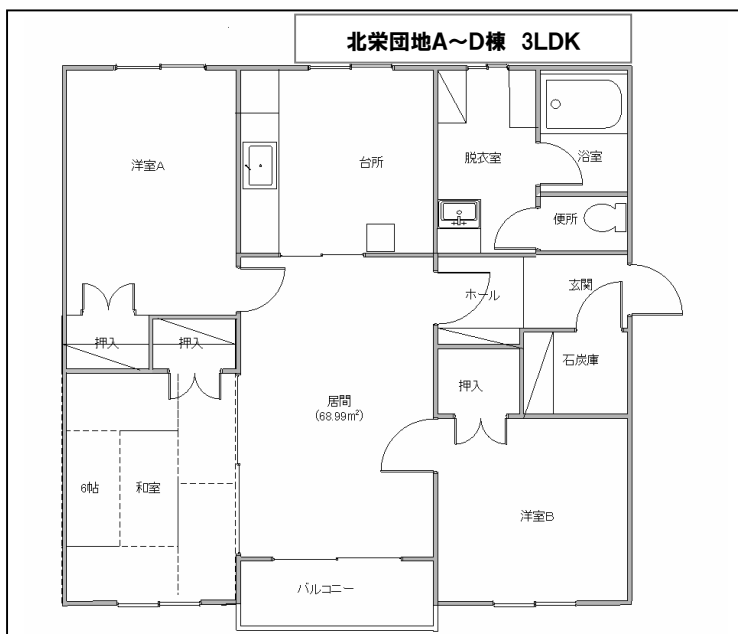 北栄団地A～D棟 3LDK
洋室A
台所
脱衣室
浴室
便所
ホール
玄関
押入
押入
石炭庫
押入
居間
(68.99㎡)
6帖
和室
洋室B
バルコニー